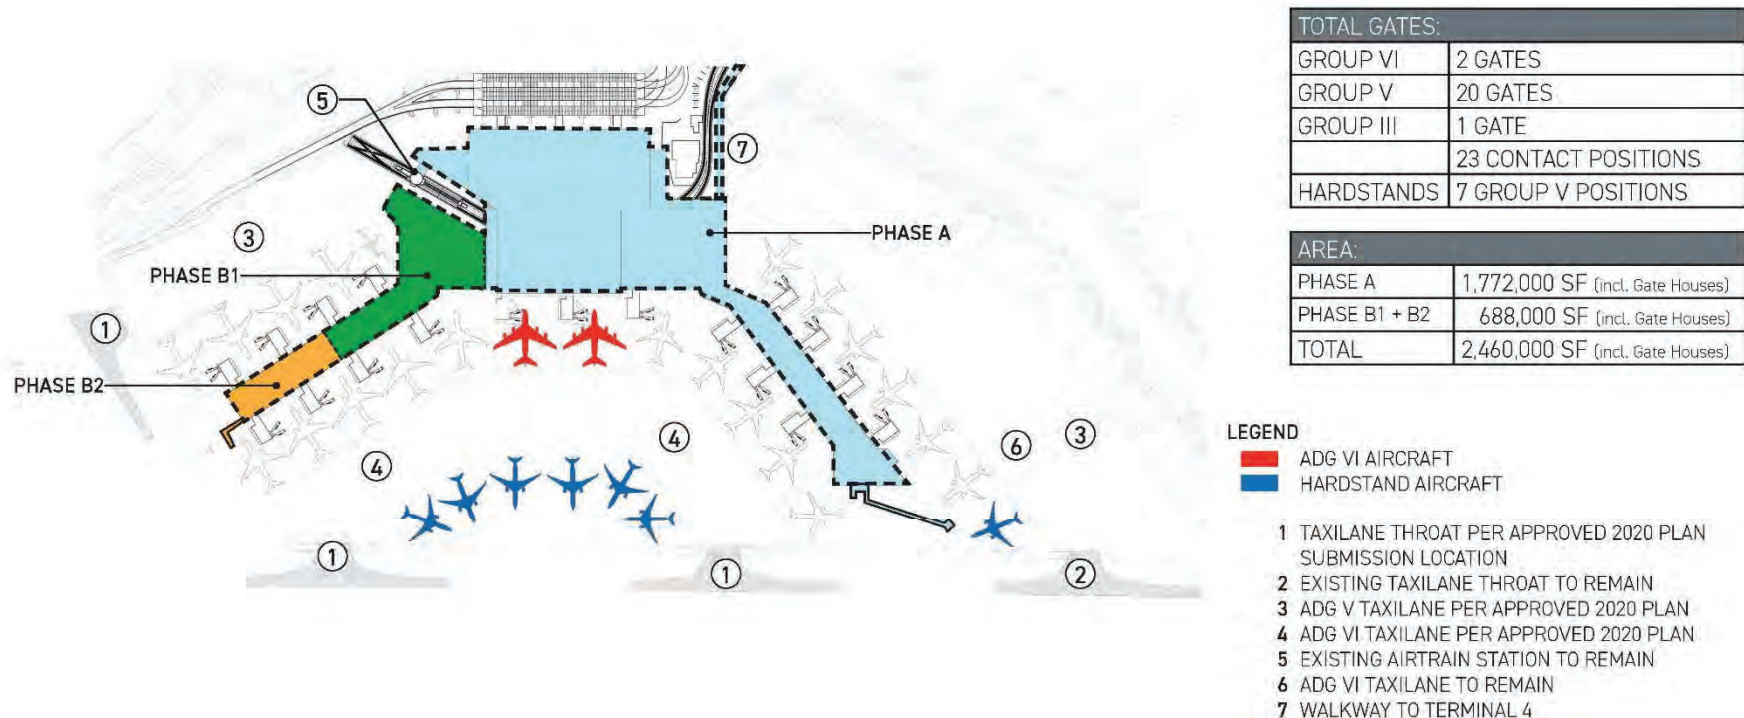 TOTAL GATES:
GROUP VI 2 GATES
GROUP V 20 GATES
GROUP III 1 GATE
23 CONTACT POSITIONS
HARDSTANDS 7 GROUP V POSITIONS
AREA:
PHASE A 1,772,000 SF (incl. Gate Houses)
PHASE B1 + B2 688,000 SF (incl. Gate Houses)
TOTAL 2,460,000 SF (incl. Gate Houses)
5
7
3
PHASE A
PHASE B1
1
PHASE B2
4
4
6
3
1
1
2
LEGEND
ADG VI AIRCRAFT
HARDSTAND AIRCRAFT
1 TAXILANE THROAT PER APPROVED 2020 PLAN
SUBMISSION LOCATION
2 EXISTING TAXILANE THROAT TO REMAIN
3 ADG V TAXILANE PER APPROVED 2020 PLAN
4 ADG VI TAXILANE PER APPROVED 2020 PLAN
5 EXISTING AIRTRAIN STATION TO REMAIN
6 ADG VI TAXILANE TO REMAIN
7 WALKWAY TO TERMINAL 4